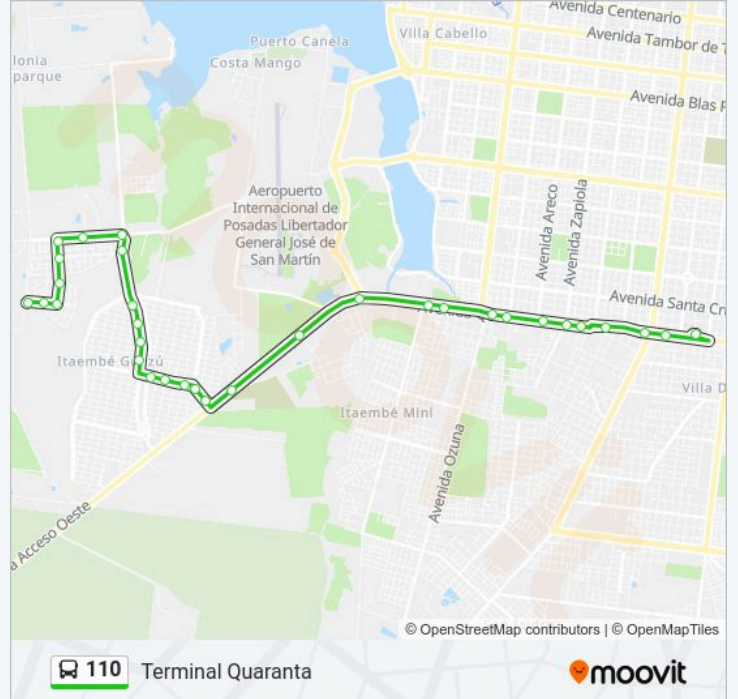 Avenida Centenario
Puerto Canela
Villa Cabello
Avenida Tambor de T
lonia
parque
Costa Mango
Avenida Blas P
Aeropuerto
Internacional de
Posadas Libertador
General José de
San Martín
Avenida Areco
Avenida Zapiola
Avenida Santa Cru
Itaembé Guazú
Villa D
Itaembé Miní
Avenida Ozuna
a Acceso Oeste
© OpenStreetMap contributors | © OpenMapTiles
110 Terminal Quaranta
moovit